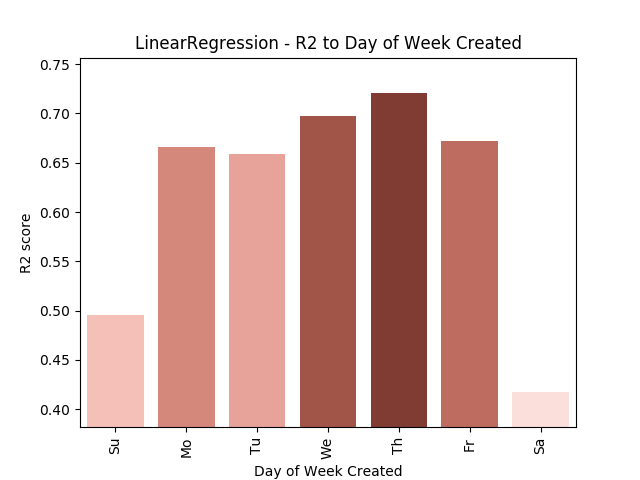 LinearRegression - R2 to Day of Week Created
0.75
0.70
0.65
0.60
0.55
0.50
0.45
0.40
R2 score
Su
Mo
Tu
We
Th
Fr
Sa
Day of Week Created